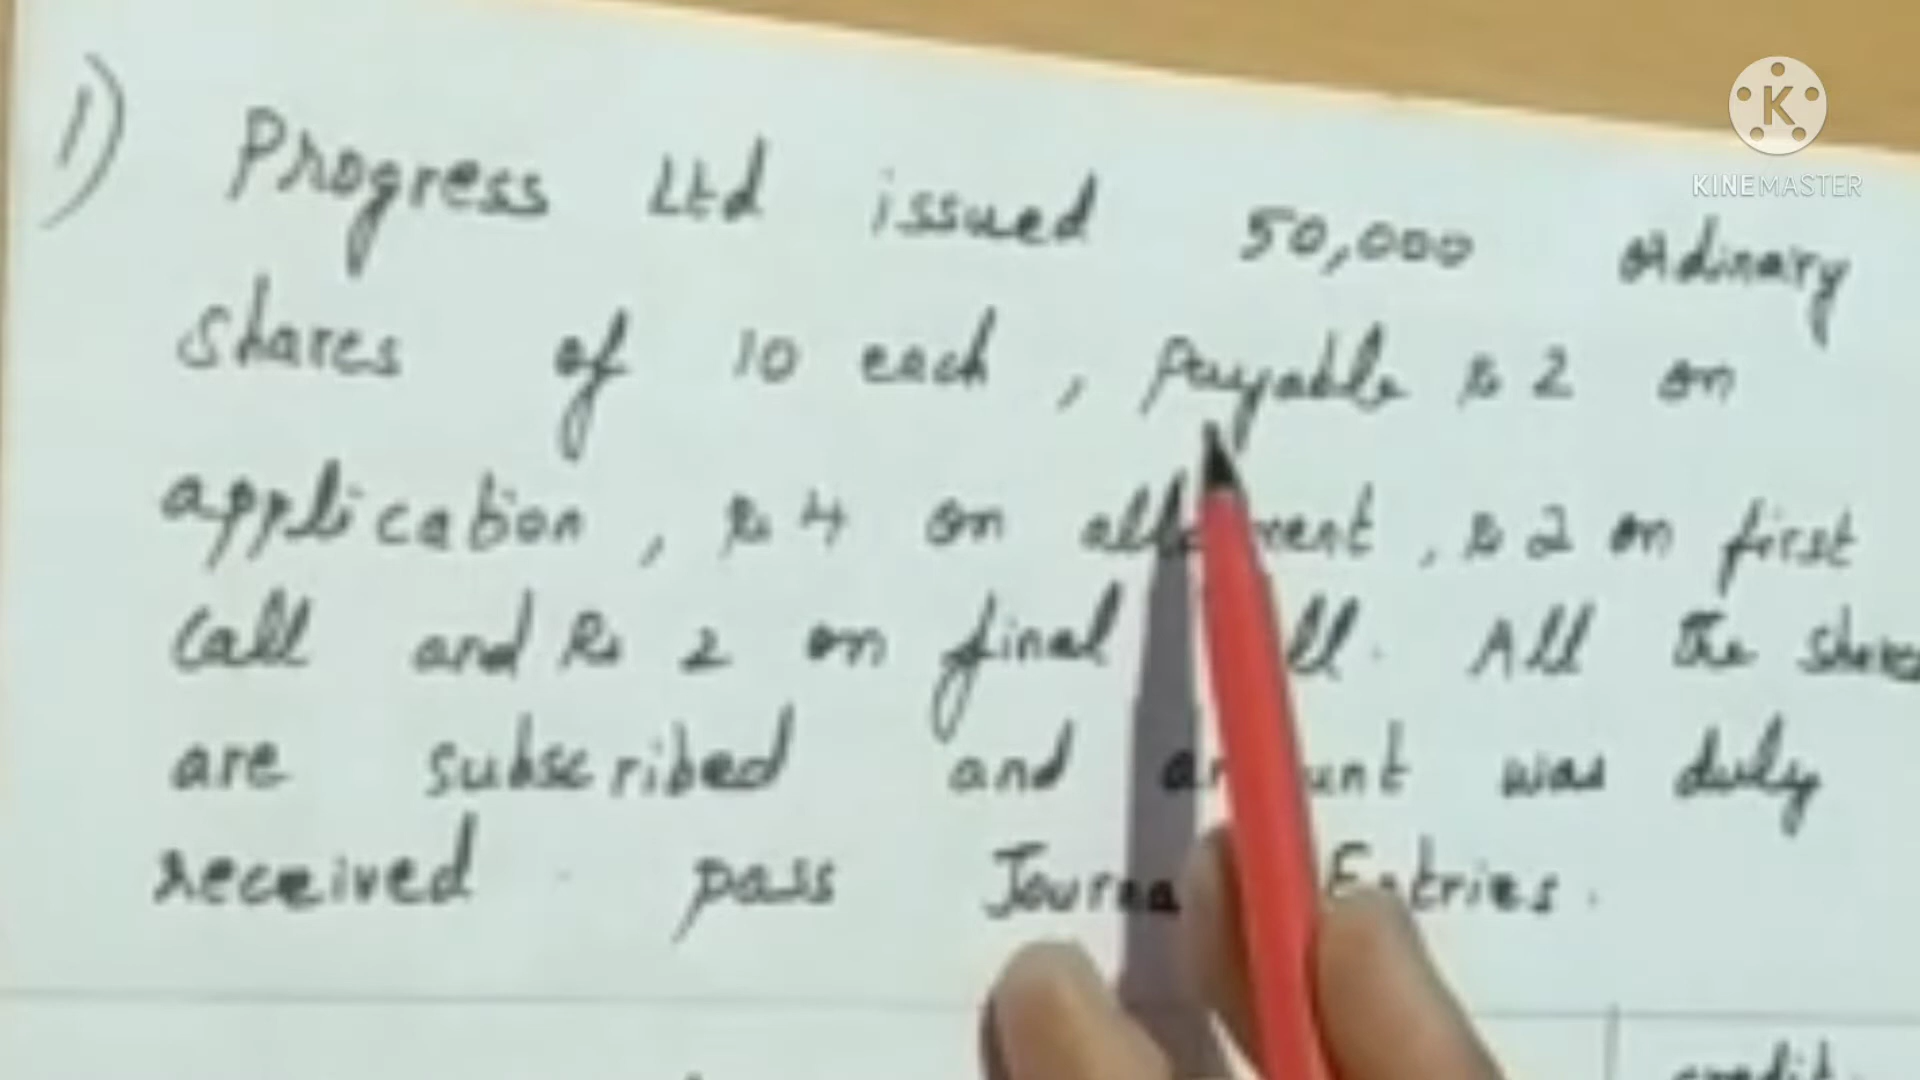 1) Progress Ltd issued 50,000 ordinary
shares of 10 each, Payable Rs 2 on
application, Rs 4 on allotment, Rs 2 on first
Call and Rs 2 on final call. All the shares
are subscribed and amount was duly
received. pass Journal Entries.
credit
K
KINEMASTER